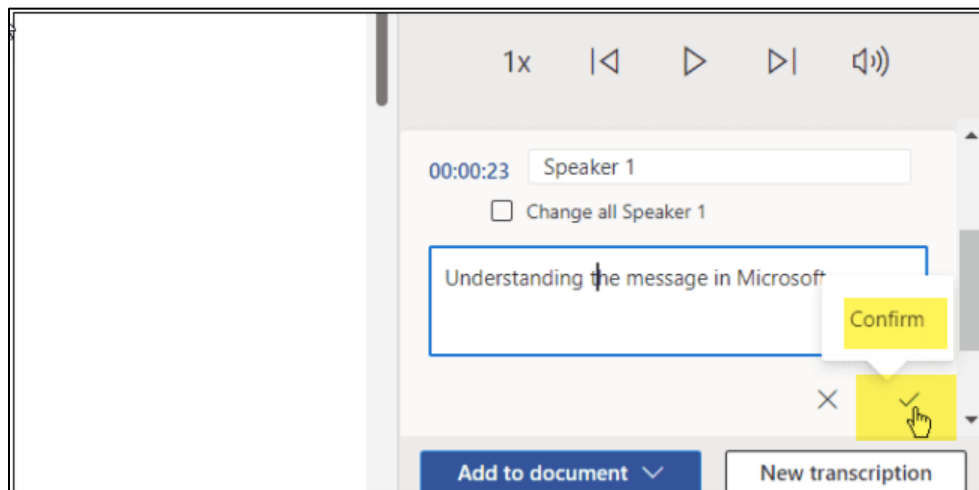 1x
00:00:23 Speaker 1
Change all Speaker 1
Understanding the message in Microsoft
Confirm
Add to document
New transcription